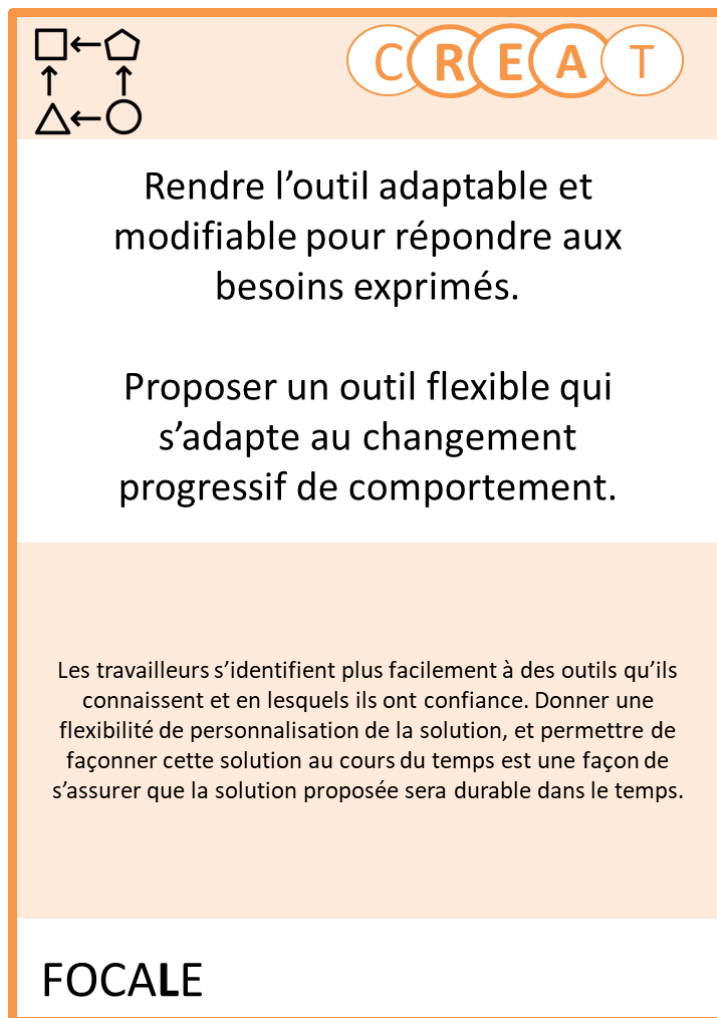 CREAT
Rendre l’outil adaptable et
modifiable pour répondre aux
besoins exprimés.
Proposer un outil flexible qui
s’adapte au changement
progressif de comportement.
Les travailleurs s’identifient plus facilement à des outils qu’ils
connaissent et en lesquels ils ont confiance. Donner une
flexibilité de personnalisation de la solution, et permettre de
façonner cette solution au cours du temps est une façon de
s’assurer que la solution proposée sera durable dans le temps.
FOCALE